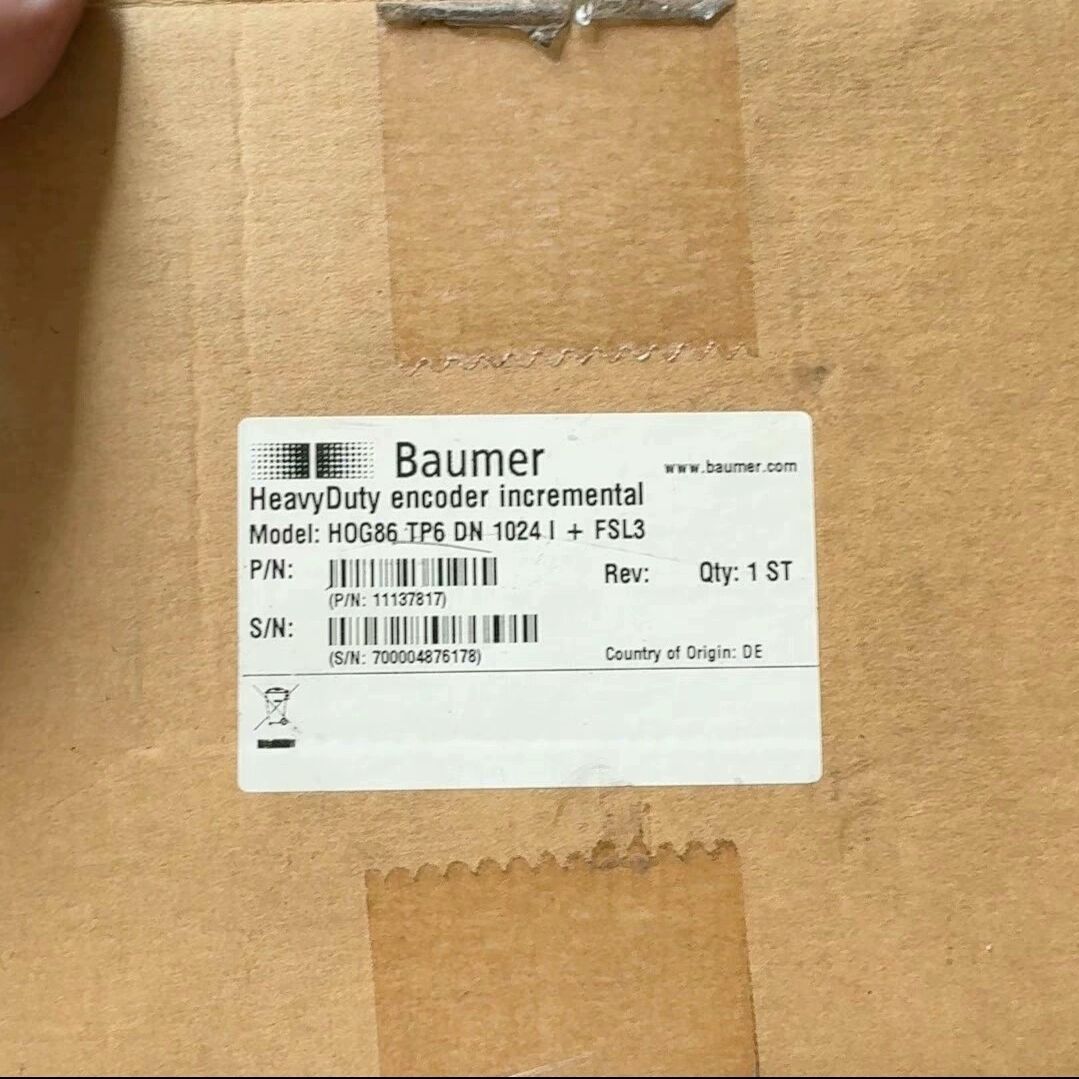 Baumer
www.baumer.com
HeavyDuty encoder incremental
Model: HOG86 TP6 DN 1024 I + FSL3
P/N:
Rev: Qty: 1 ST
(P/N: 11137817)
S/N:
(S/N: 700004876178)
Country of Origin: DE